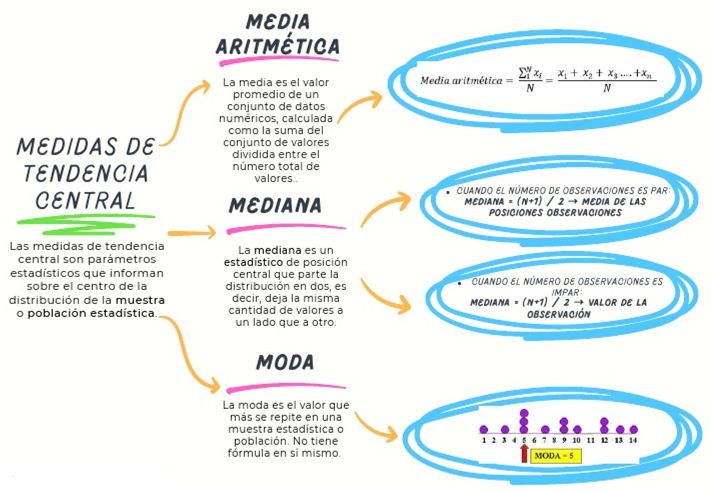 MEDIDAS DE
TENDENCIA
CENTRAL
Las medidas de tendencia
central son parámetros
estadísticos que informan
sobre el centro de la
distribución de la muestra
o población estadística.
MEDIA
ARITMÉTICA
La media es el valor
promedio de un
conjunto de datos
numéricos, calculada
como la suma del
conjunto de valores
dividida entre el
número total de
valores..
Media aritmética = ∑₁ᴺ xᵢ / N = x₁ + x₂ + x₃ .... +xₙ / N
MEDIANA
La mediana es un
estadístico de posición
central que parte la
distribución en dos, es
decir, deja la misma
cantidad de valores a
un lado que a otro.
• CUANDO EL NÚMERO DE OBSERVACIONES ES PAR:
MEDIANA = (N+1) / 2 → MEDIA DE LAS
POSICIONES OBSERVACIONES
• CUANDO EL NÚMERO DE OBSERVACIONES ES
IMPAR:
MEDIANA = (N+1) / 2 → VALOR DE LA
OBSERVACIÓN
MODA
La moda es el valor que
más se repite en una
muestra estadística o
población. No tiene
fórmula en sí mismo.
1 2 3 4 5 6 7 8 9 10 11 12 13 14
MODA = 5